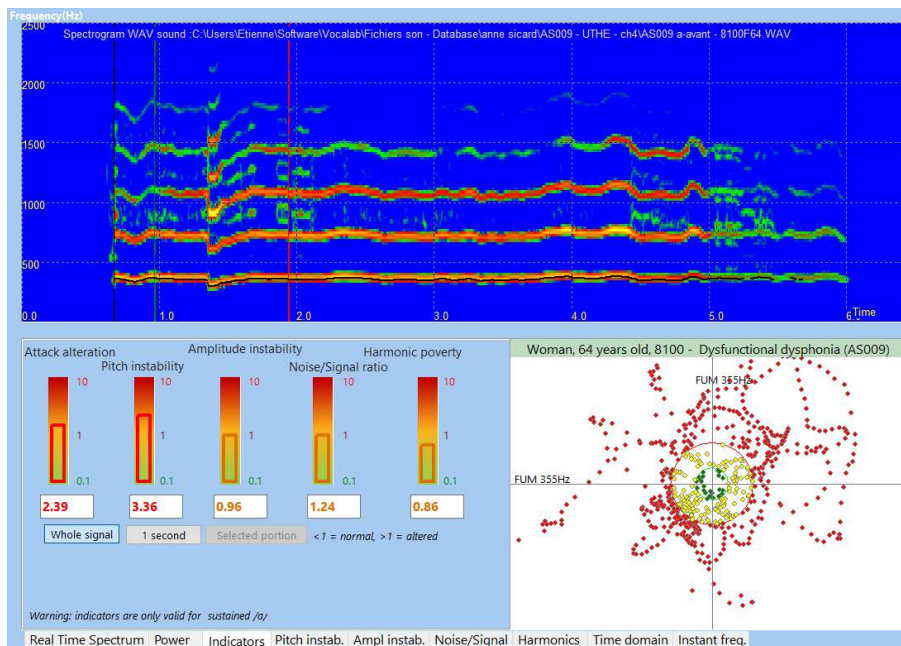 Frequency(Hz)
2500
Spectrogram WAV sound :C:\Users\Etienne\Software\Vocalab\Fichiers son - Database\anne sicard\AS009 - UTHE - ch4\AS009 a-avant - 8100F64.WAV
2000
1500
1000
500
0.0 1.0 2.0 3.0 4.0 5.0 6.0 Time
Attack alteration
Pitch instability
Amplitude instability
Noise/Signal ratio
Harmonic poverty
10 10 10 10 10
1 1 1 1 1
0.1 0.1 0.1 0.1 0.1
2.39 3.36 0.96 1.24 0.86
Whole signal 1 second Selected portion <1 = normal, >1 = altered
Warning: indicators are only valid for sustained /a/
Woman, 64 years old, 8100 - Dysfunctional dysphonia (AS009)
FUM 355Hz
FUM 355Hz
Real Time Spectrum Power Indicators Pitch instab. Ampl instab. Noise/Signal Harmonics Time domain Instant freq.